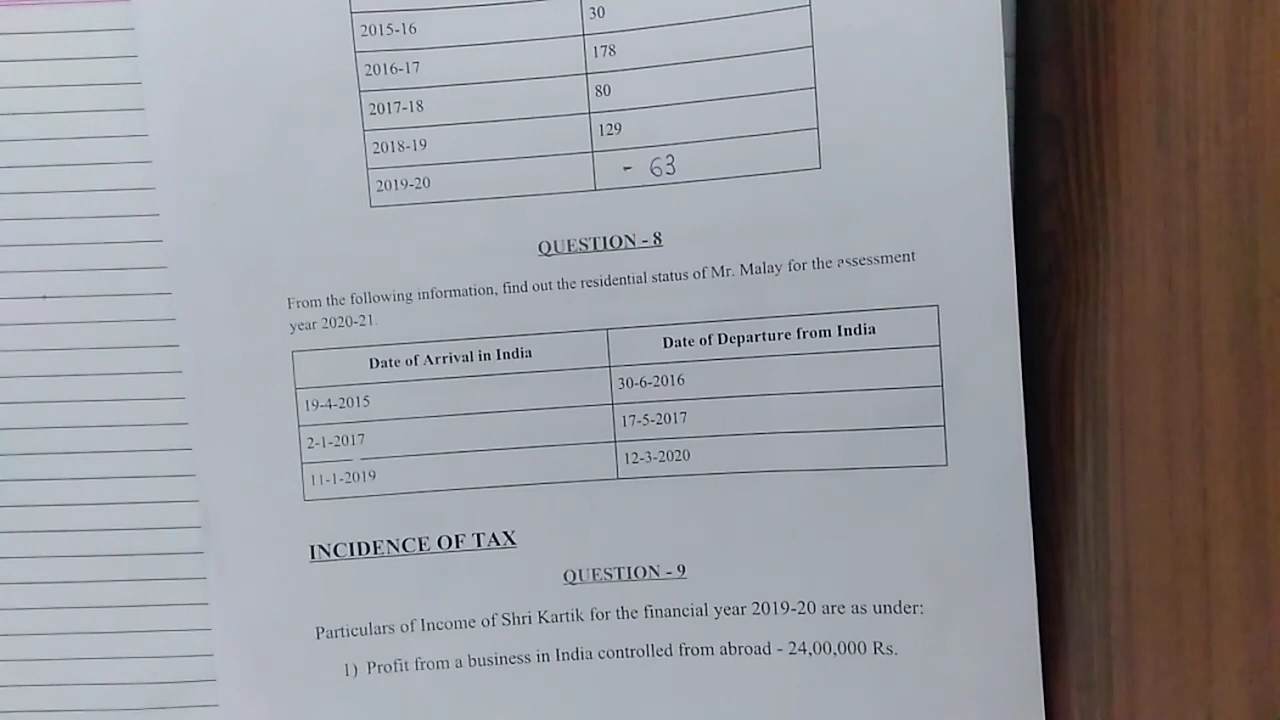 2015-16 30
2016-17 178
2017-18 80
2018-19 129
2019-20 - 63
QUESTION - 8
From the following information, find out the residential status of Mr. Malay for the assessment
year 2020-21.
Date of Arrival in India Date of Departure from India
19-4-2015 30-6-2016
2-1-2017 17-5-2017
11-1-2019 12-3-2020
INCIDENCE OF TAX
QUESTION - 9
Particulars of Income of Shri Kartik for the financial year 2019-20 are as under:
1) Profit from a business in India controlled from abroad - 24,00,000 Rs.